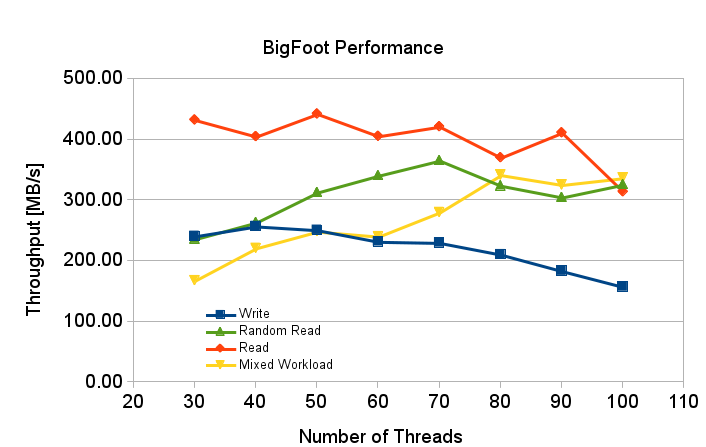 BigFoot Performance
Throughput [MB/s]
500.00
400.00
300.00
200.00
100.00
0.00
Write
Random Read
Read
Mixed Workload
20 30 40 50 60 70 80 90 100 110
Number of Threads